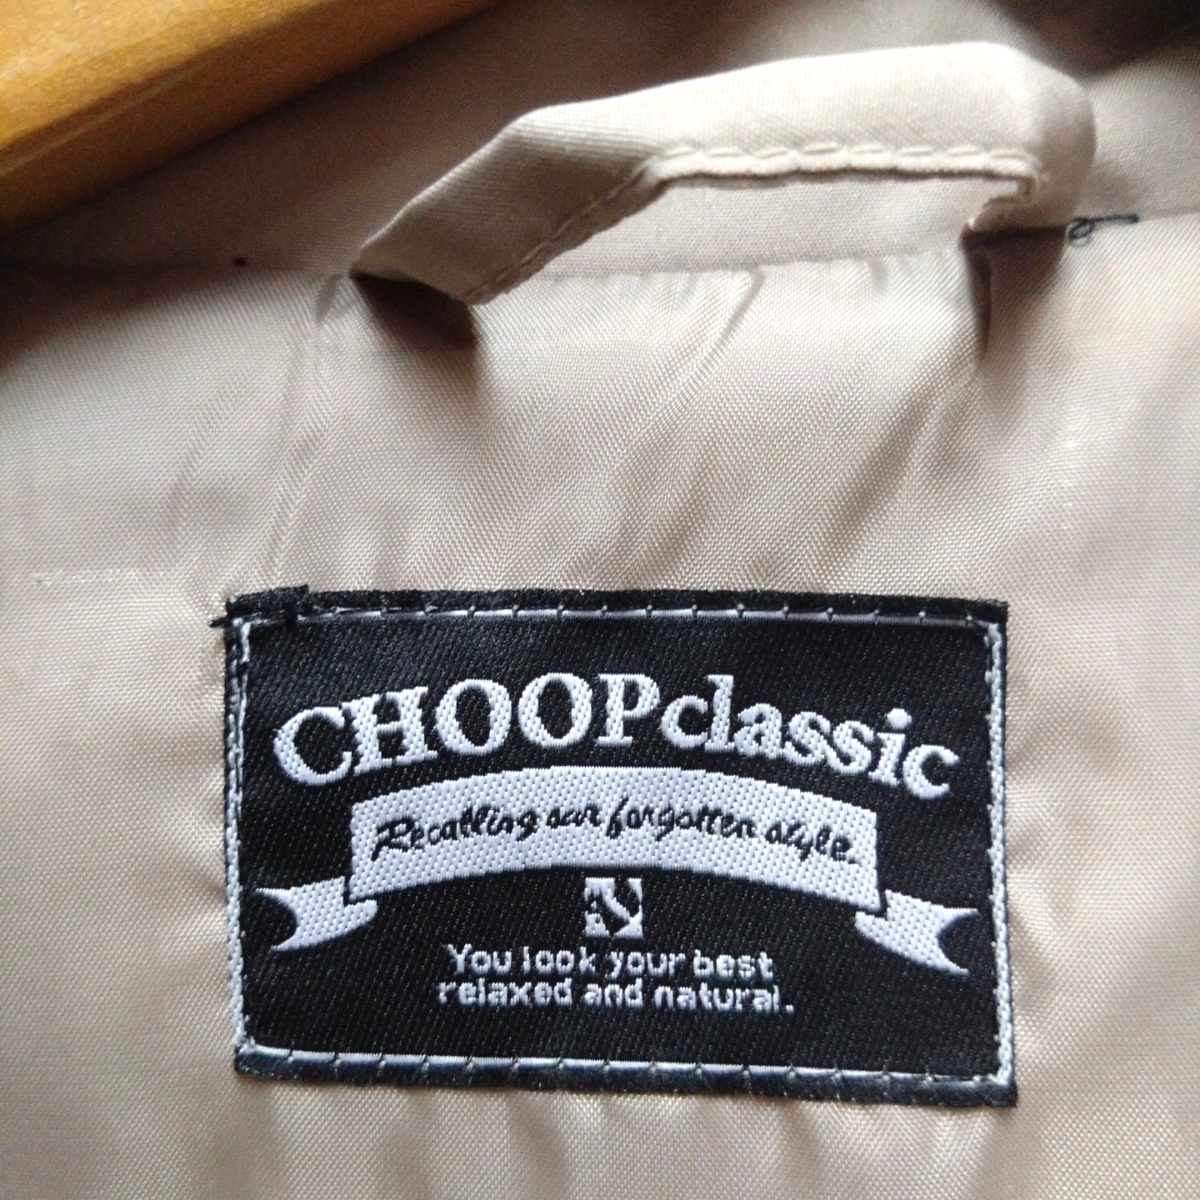 CHOOPclassic
Recalling our forgotten style.
You look your best
relaxed and natural.